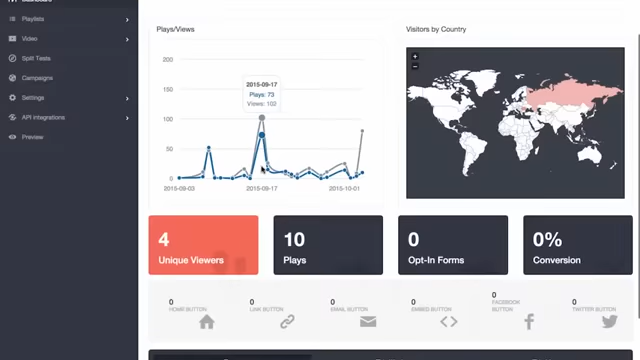 Playlists
Video
Split Tests
Campaigns
Settings
API Integrations
Preview
Plays/Views
200
150
100
50
0
2015-09-03
2015-09-17
2015-10-01
2015-09-17
Plays: 73
Views: 102
Visitors by Country
+
−
4
Unique Viewers
10
Plays
0
Opt-In Forms
0%
Conversion
0
HOME BUTTON
0
LINK BUTTON
0
EMAIL BUTTON
0
EMBED BUTTON
0
FACEBOOK
BUTTON
0
TWITTER BUTTON